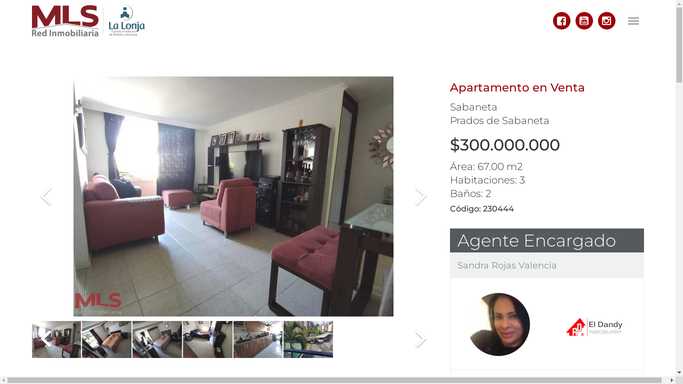 MLS
Red Inmobiliaria
La Lonja
Apartamento en Venta
Sabaneta
Prados de Sabaneta
$300.000.000
Área: 67.00 m2
Habitaciones: 3
Baños: 2
Código: 230444
Agente Encargado
Sandra Rojas Valencia
El Dandy
MLS